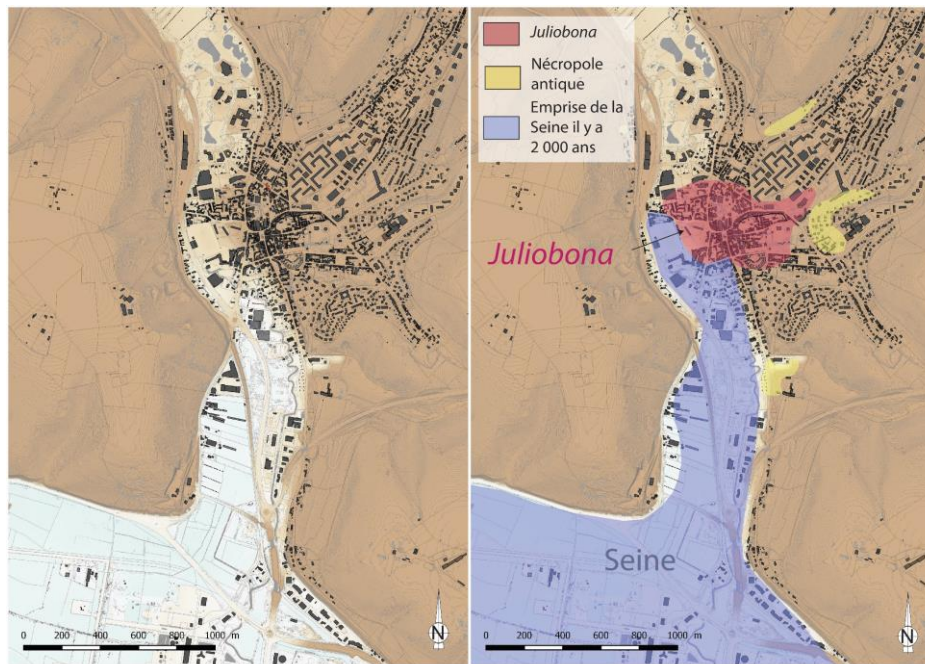 Juliobona
Nécropole
antique
Emprise de la
Seine il y a
2 000 ans
Juliobona
Seine
0 200 400 600 800 1000 m
N
0 200 400 600 800 1000 m
N